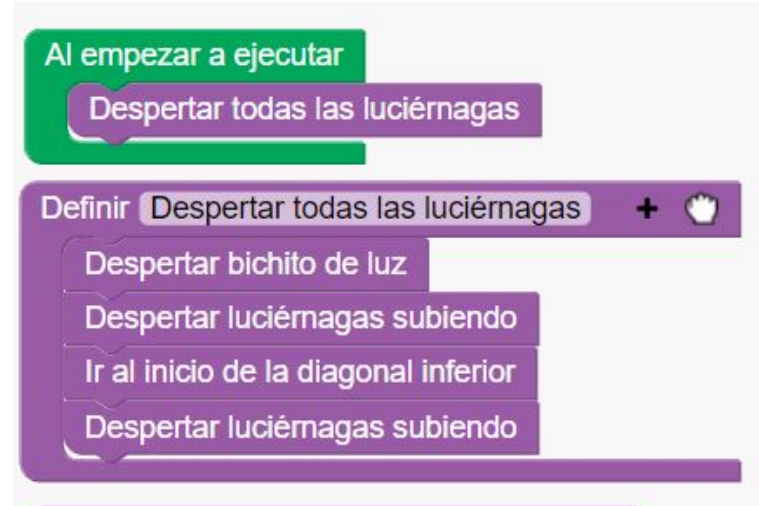 Al empezar a ejecutar
Despertar todas las luciérnagas
Definir Despertar todas las luciérnagas +
Despertar bichito de luz
Despertar luciérnagas subiendo
Ir al inicio de la diagonal inferior
Despertar luciérnagas subiendo